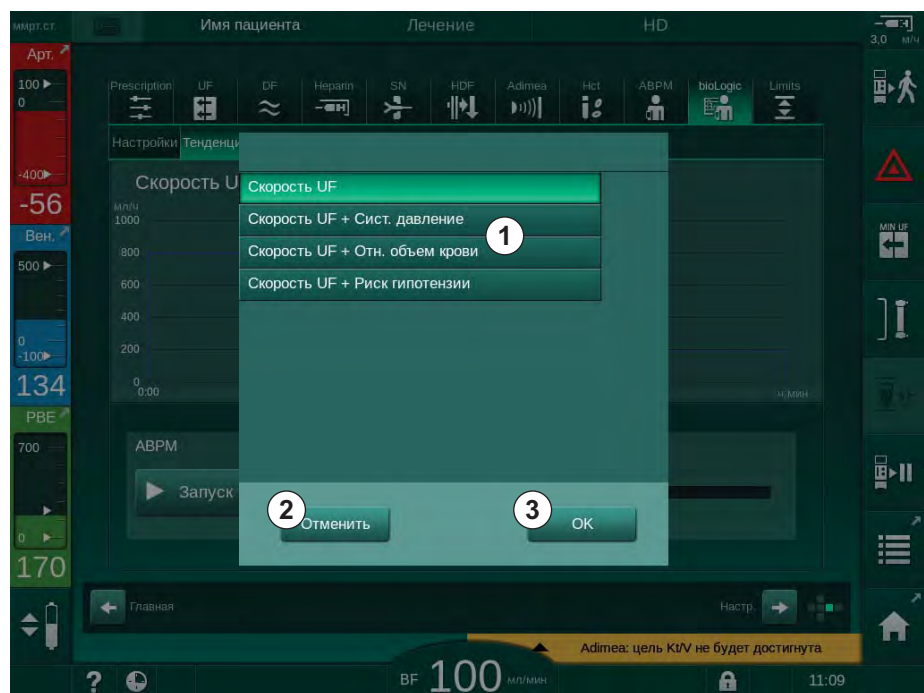 ммрт.ст.
Имя пациента Лечение HD
3,0 м/ч
Арт.
100
0
-400
-56
Вен.
500
0
-100
134
PBE
700
0
170
Prescription UF DF Heparin SN HDF Adimea Hct ABPM bioLogic Limits
Настройки Тенденци
Скорость U
мл/ч
1000
800
600
400
200
0
0:00
ч:мин
Скорость UF
Скорость UF + Сист. давление
Скорость UF + Отн. объем крови
Скорость UF + Риск гипотензии
1
ABPM
Запуск
2
Отменить
3
OK
MIN UF
Главная
Настр.
Adimea: цель Kt/V не будет достигнута
?
BF 100 мл/мин
11:09